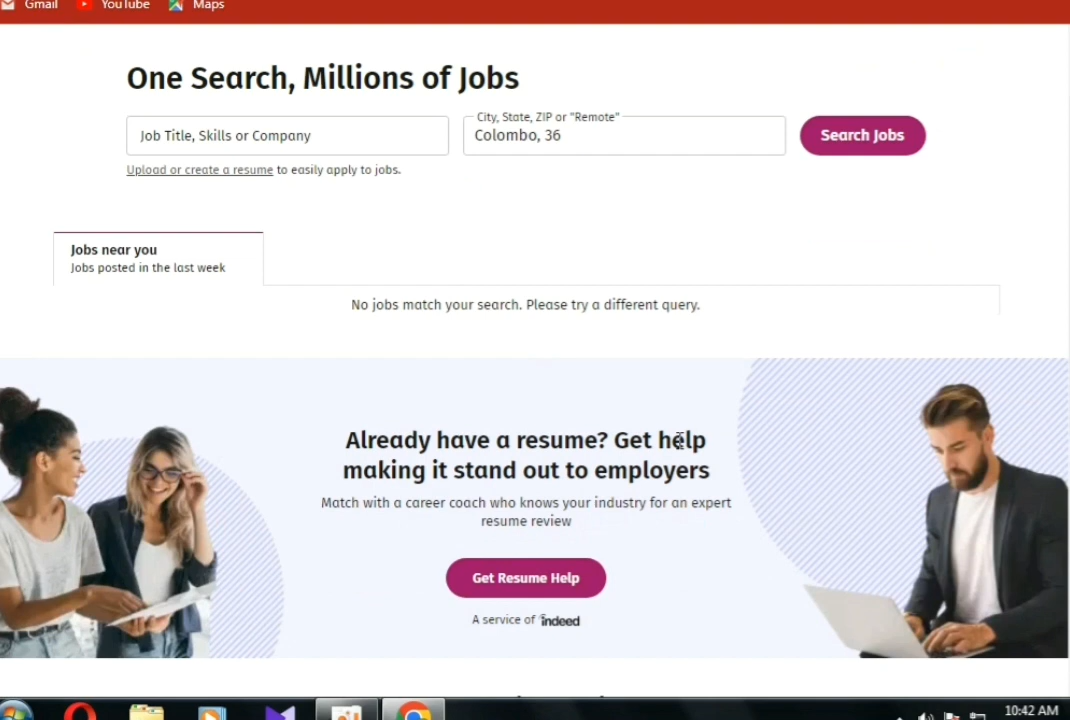 Gmail YouTube Maps
One Search, Millions of Jobs
City, State, ZIP or "Remote"
Job Title, Skills or Company
Colombo, 36
Search Jobs
Upload or create a resume to easily apply to jobs.
Jobs near you
Jobs posted in the last week
No jobs match your search. Please try a different query.
Already have a resume? Get help
making it stand out to employers
Match with a career coach who knows your industry for an expert
resume review
Get Resume Help
A service of indeed
10:42 AM